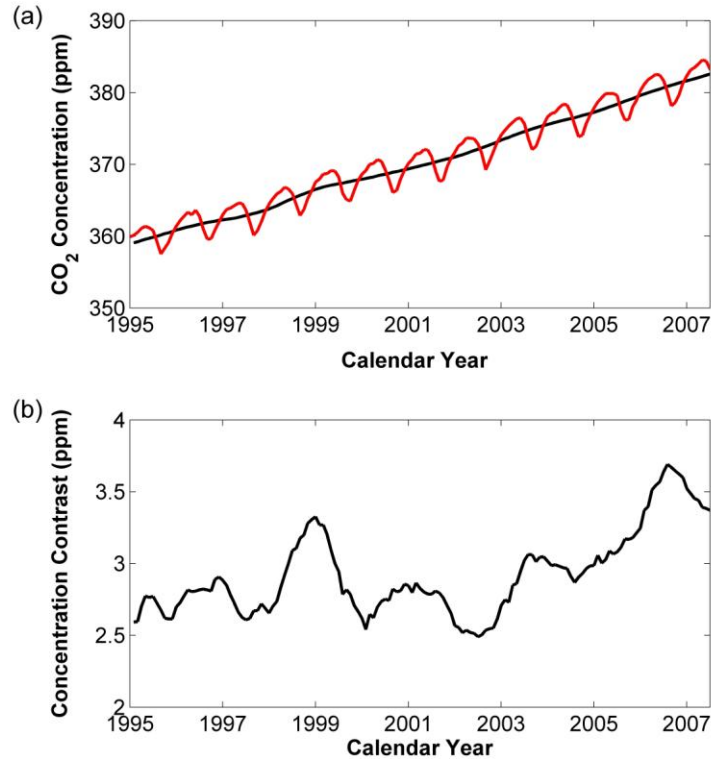 (a)
390
380
370
360
350
CO2 Concentration (ppm)
1995 1997 1999 2001 2003 2005 2007
Calendar Year
(b)
4
3.5
3
2.5
2
Concentration Contrast (ppm)
1995 1997 1999 2001 2003 2005 2007
Calendar Year